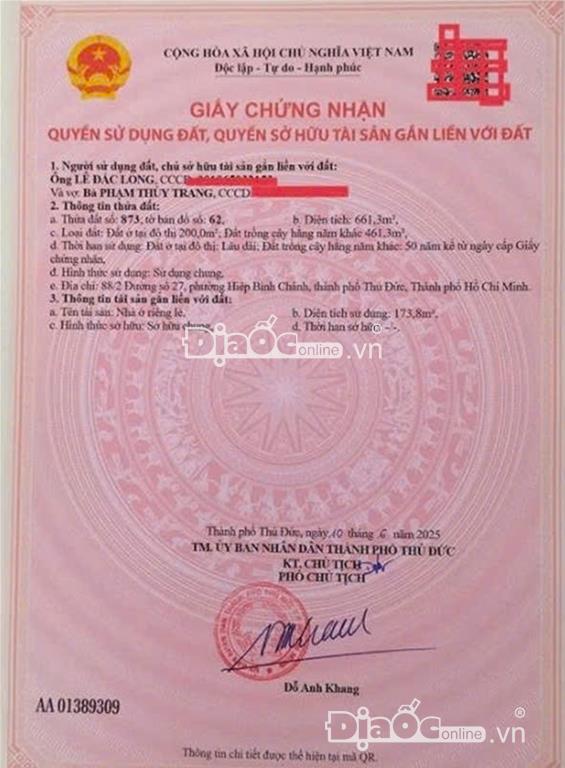 CỘNG HÒA XÃ HỘI CHỦ NGHĨA VIỆT NAM
Độc lập - Tự do - Hạnh phúc
GIẤY CHỨNG NHẬN
QUYỀN SỬ DỤNG ĐẤT, QUYỀN SỞ HỮU TÀI SẢN GẮN LIỀN VỚI ĐẤT
1. Người sử dụng đất, chủ sở hữu tài sản gắn liền với đất:
Ông LÊ ĐẮC LONG, CCCD
Và vợ: Bà PHẠM THÙY TRANG, CCCD
2. Thông tin thửa đất:
a. Thửa đất số: 873, tờ bản đồ số: 62, b. Diện tích: 661,3m²,
c. Loại đất: Đất ở tại đô thị 200,0m²; Đất trồng cây hàng năm khác 461,3m²,
d. Thời hạn sử dụng: Đất ở tại đô thị: Lâu dài; Đất trồng cây hàng năm khác: 50 năm kể từ ngày cấp Giấy
chứng nhận,
đ. Hình thức sử dụng: Sử dụng chung,
e. Địa chỉ: 88/2 Đường số 27, phường Hiệp Bình Chánh, thành phố Thủ Đức, Thành phố Hồ Chí Minh.
3. Thông tin tài sản gắn liền với đất:
a. Tên tài sản: Nhà ở riêng lẻ, b. Diện tích sử dụng: 173,8m²,
c. Hình thức sở hữu: Sở hữu chung, d. Thời hạn sở hữu: -/-.
ĐịaỐc online.vn
Thành phố Thủ Đức, ngày 10 tháng 6 năm 2025
TM. ỦY BAN NHÂN DÂN THÀNH PHỐ THỦ ĐỨC
KT. CHỦ TỊCH
PHÓ CHỦ TỊCH
Đỗ Anh Khang
AA 01389309
ĐịaỐc online.vn ®
Thông tin chi tiết được thể hiện tại mã QR.